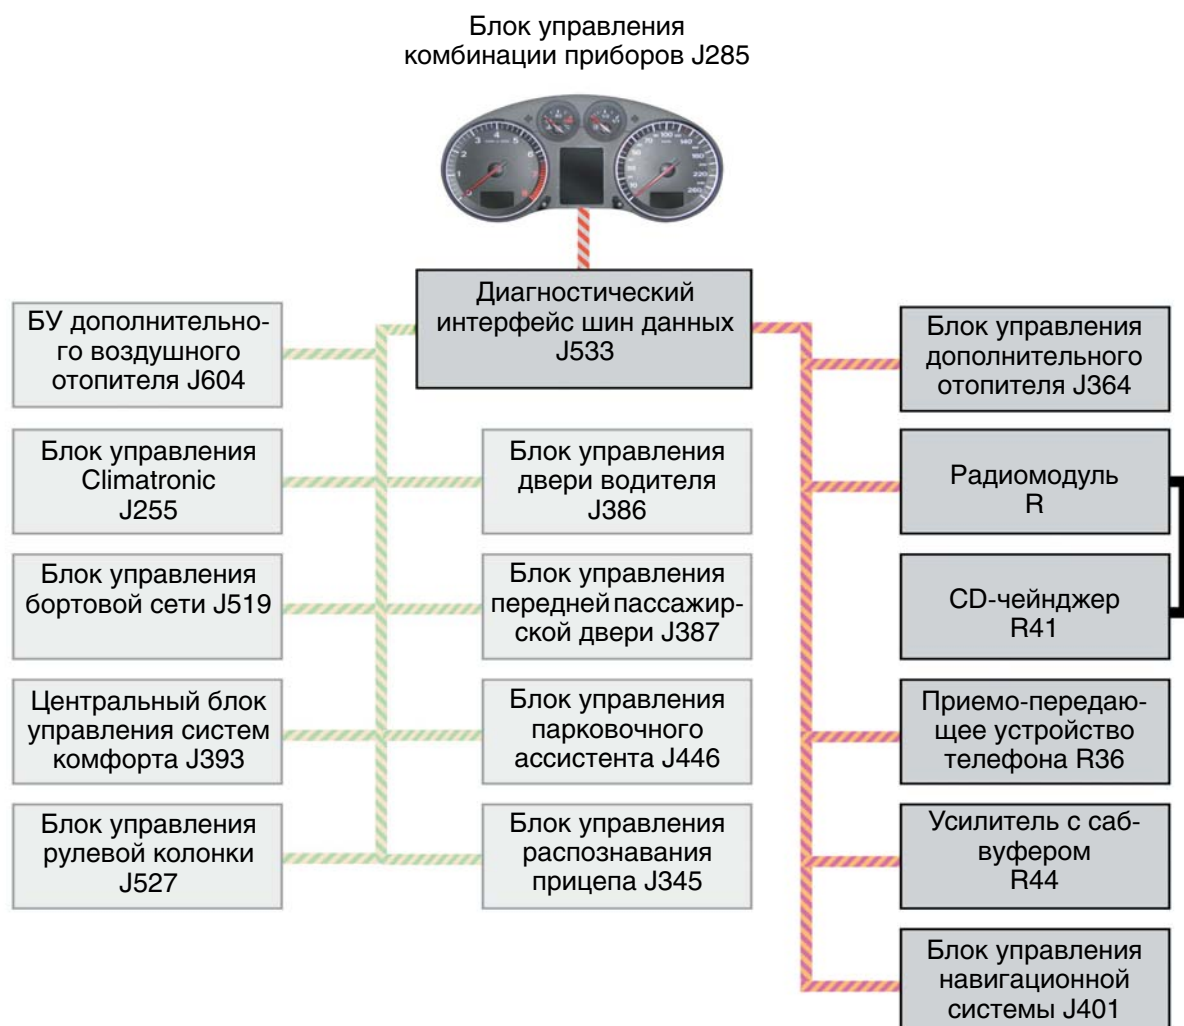 Блок управления
комбинации приборов J285
Диагностический
интерфейс шин данных
J533
БУ дополнительно-
го воздушного
отопителя J604
Блок управления
Climatronic
J255
Блок управления
бортовой сети J519
Центральный блок
управления систем
комфорта J393
Блок управления
рулевой колонки
J527
Блок управления
двери водителя
J386
Блок управления
передней пассажир-
ской двери J387
Блок управления
парковочного
ассистента J446
Блок управления
распознавания
прицепа J345
Блок управления
дополнительного
отопителя J364
Радиомодуль
R
CD-чейнджер
R41
Приемо-передаю-
щее устройство
телефона R36
Усилитель с саб-
вуфером
R44
Блок управления
навигационной
системы J401